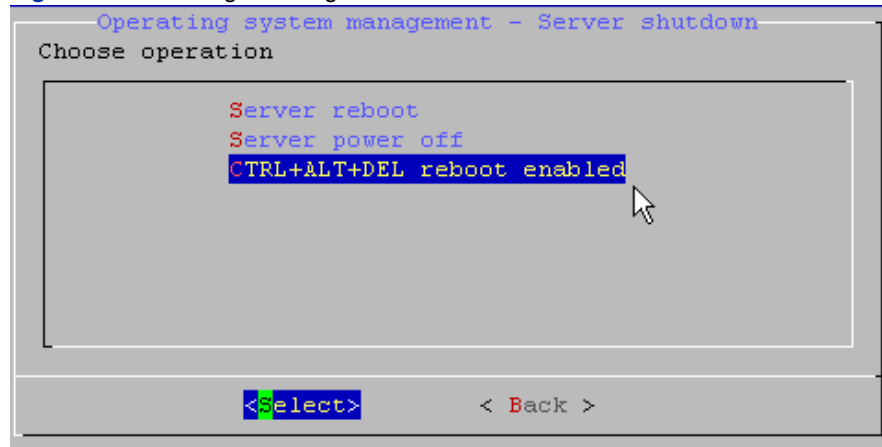 Operating system management - Server shutdown
Choose operation
Server reboot
Server power off
CTRL+ALT+DEL reboot enabled
<Select> < Back >